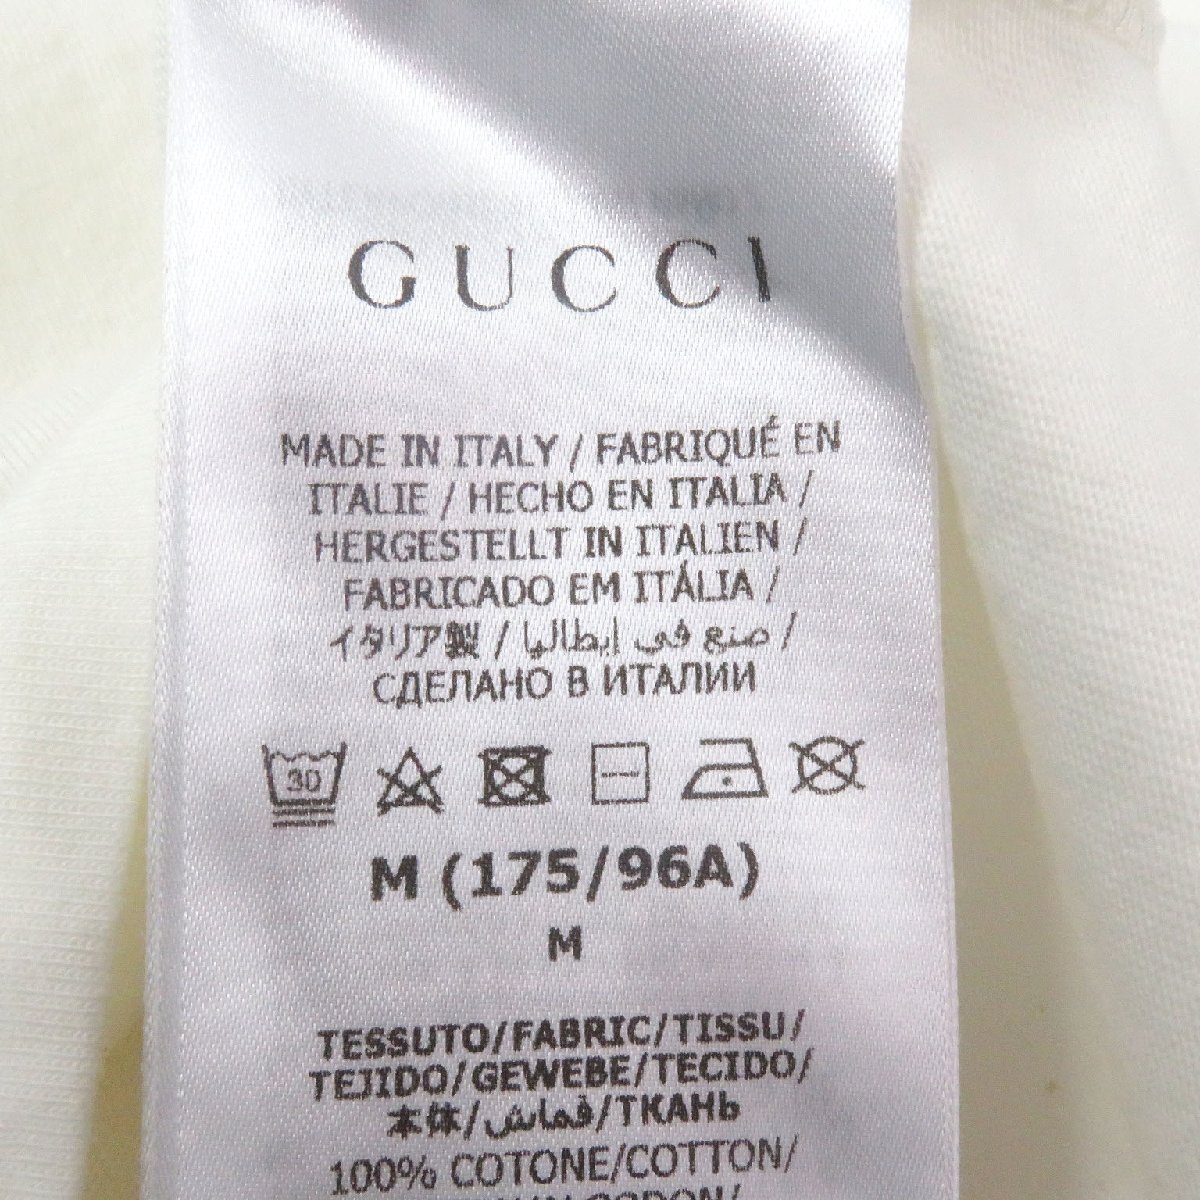 GUCCI
MADE IN ITALY / FABRIQUÉ EN
ITALIE / HECHO EN ITALIA /
HERGESTELLT IN ITALIEN /
FABRICADO EM ITÁLIA /
イタリア製 / صنع في ايطاليا /
СДЕЛАНО В ИТАЛИИ
30
M (175/96A)
M
TESSUTO/FABRIC/TISSU/
TEJIDO/GEWEBE/TECIDO/
本体/قماش/ТКАНЬ
100% COTONE/COTTON/